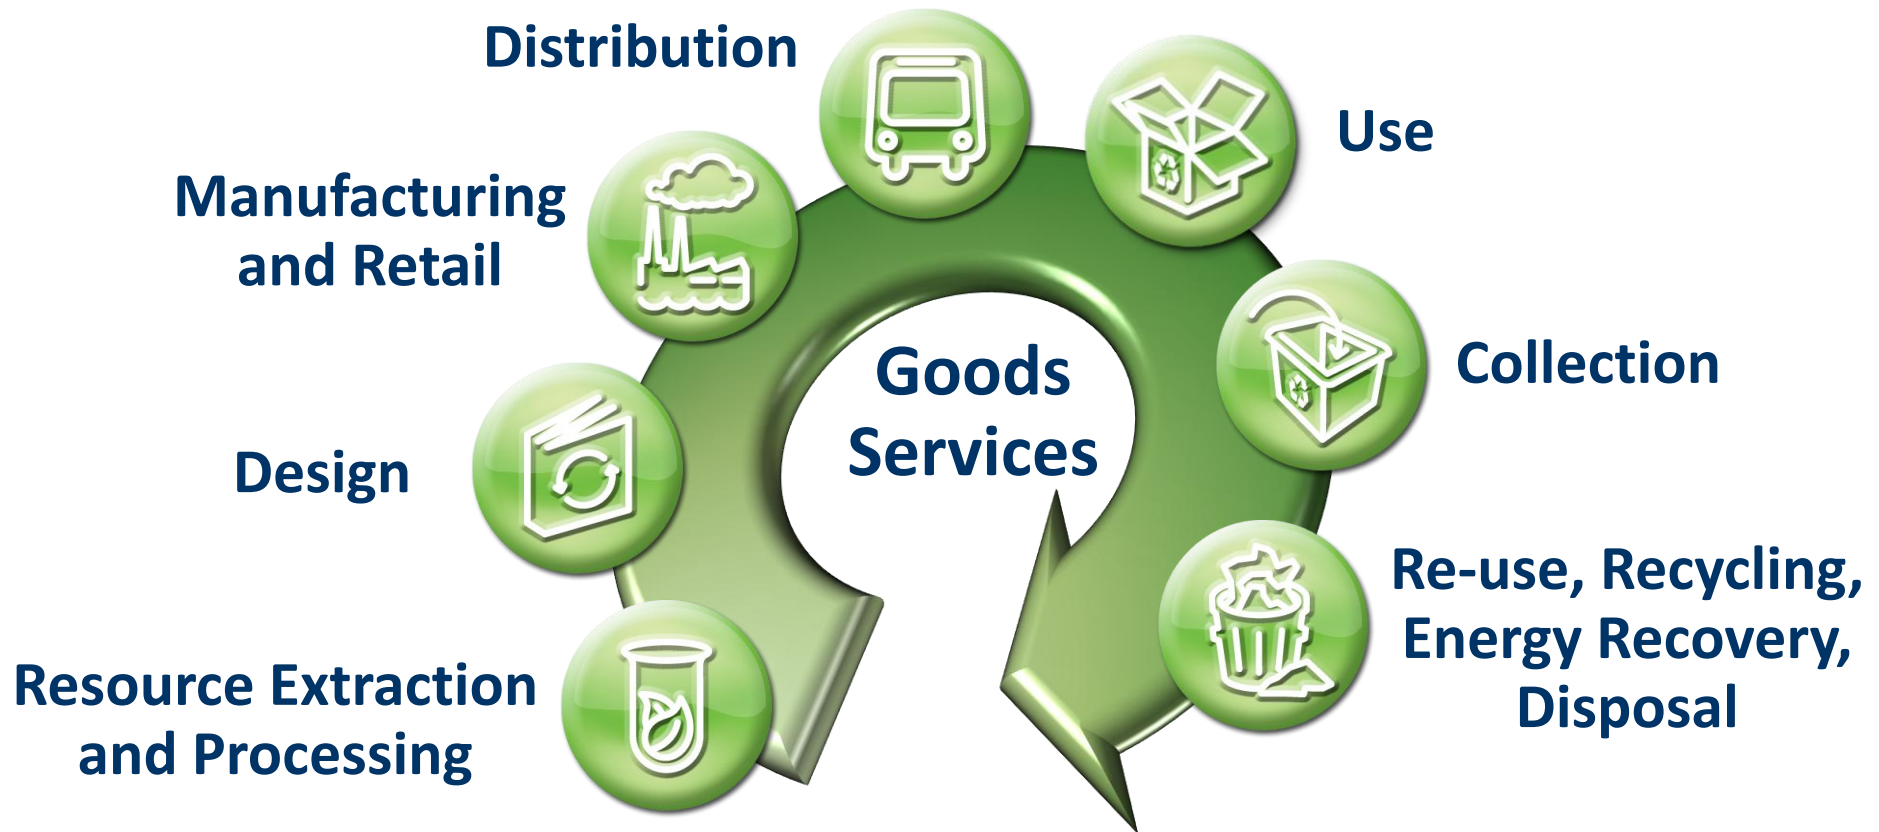 Distribution
Use
Manufacturing
and Retail
Goods
Services
Collection
Design
Re-use, Recycling,
Energy Recovery,
Disposal
Resource Extraction
and Processing